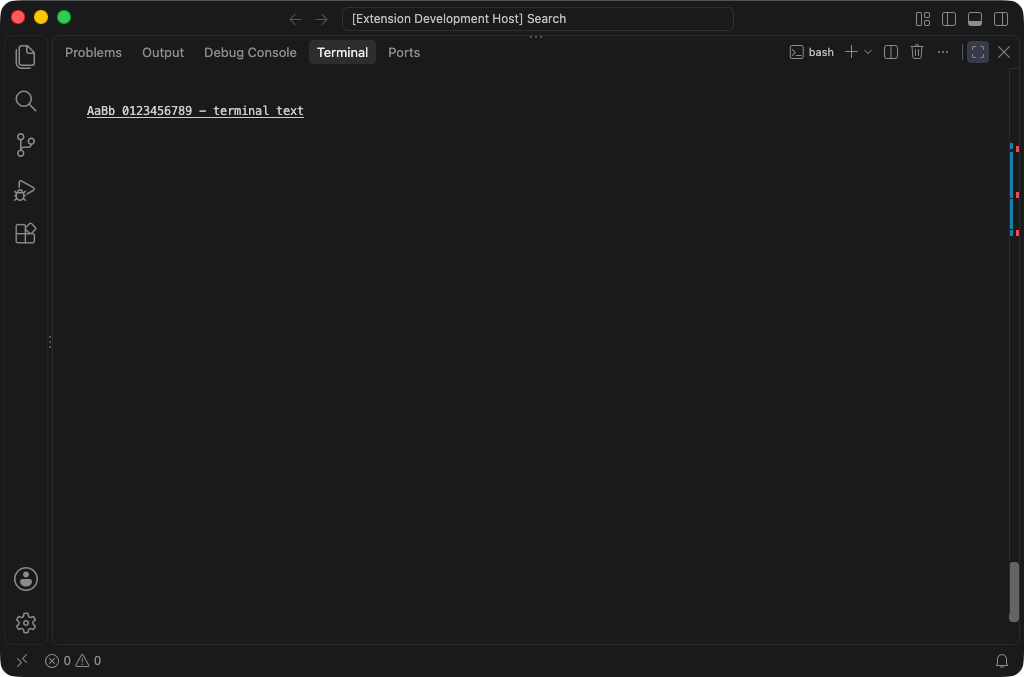 [Extension Development Host] Search
Problems Output Debug Console Terminal Ports bash
AaBb 0123456789 — terminal text
0 0